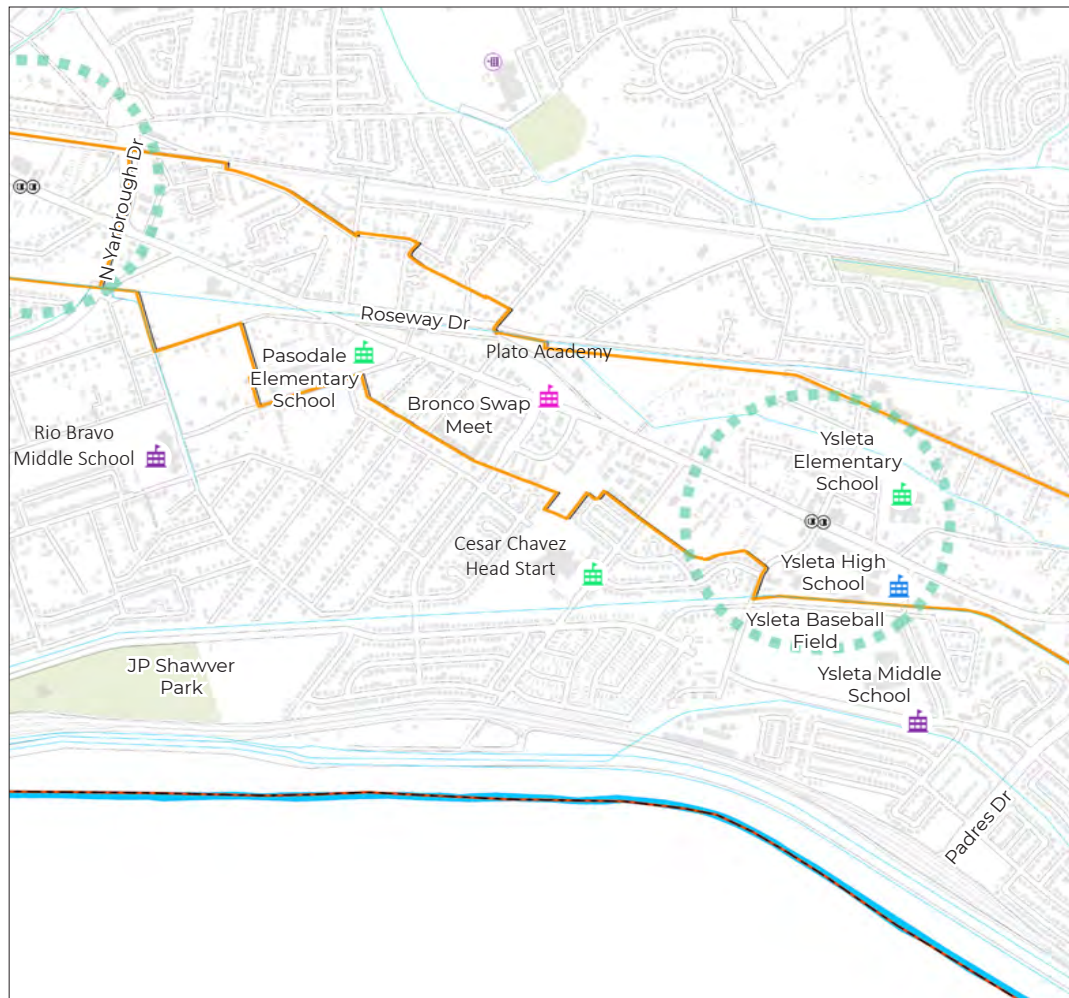 N Yarbrough Dr
Roseway Dr
Pasodale
Elementary
School
Plato Academy
Bronco Swap
Meet
Rio Bravo
Middle School
Ysleta
Elementary
School
Cesar Chavez
Head Start
Ysleta High
School
Ysleta Baseball
Field
JP Shawver
Park
Ysleta Middle
School
Padres Dr